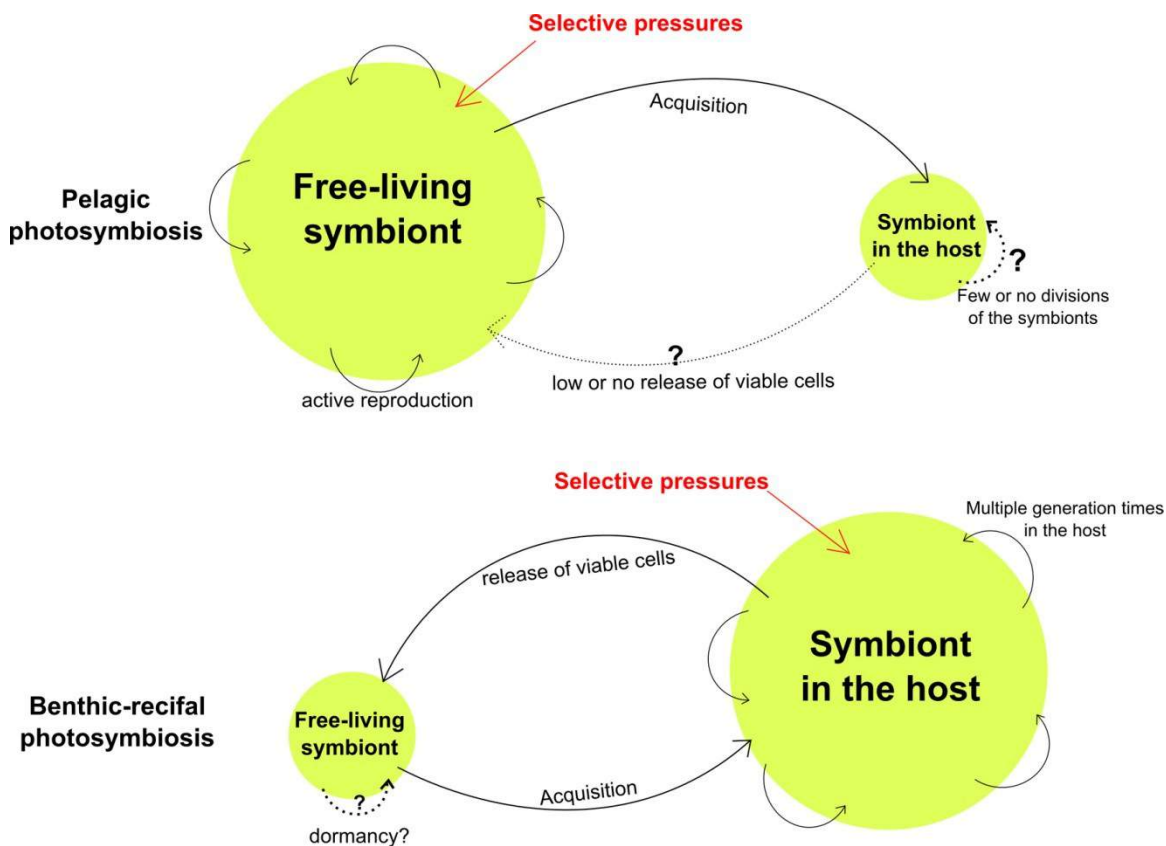 Selective pressures
Acquisition
Pelagic
photosymbiosis
Free-living
symbiont
Symbiont
in the host
?
Few or no divisions
of the symbionts
?
low or no release of viable cells
active reproduction
Selective pressures
Multiple generation times
in the host
release of viable cells
Symbiont
in the host
Benthic-recifal
photosymbiosis
Free-living
symbiont
?
dormancy?
Acquisition